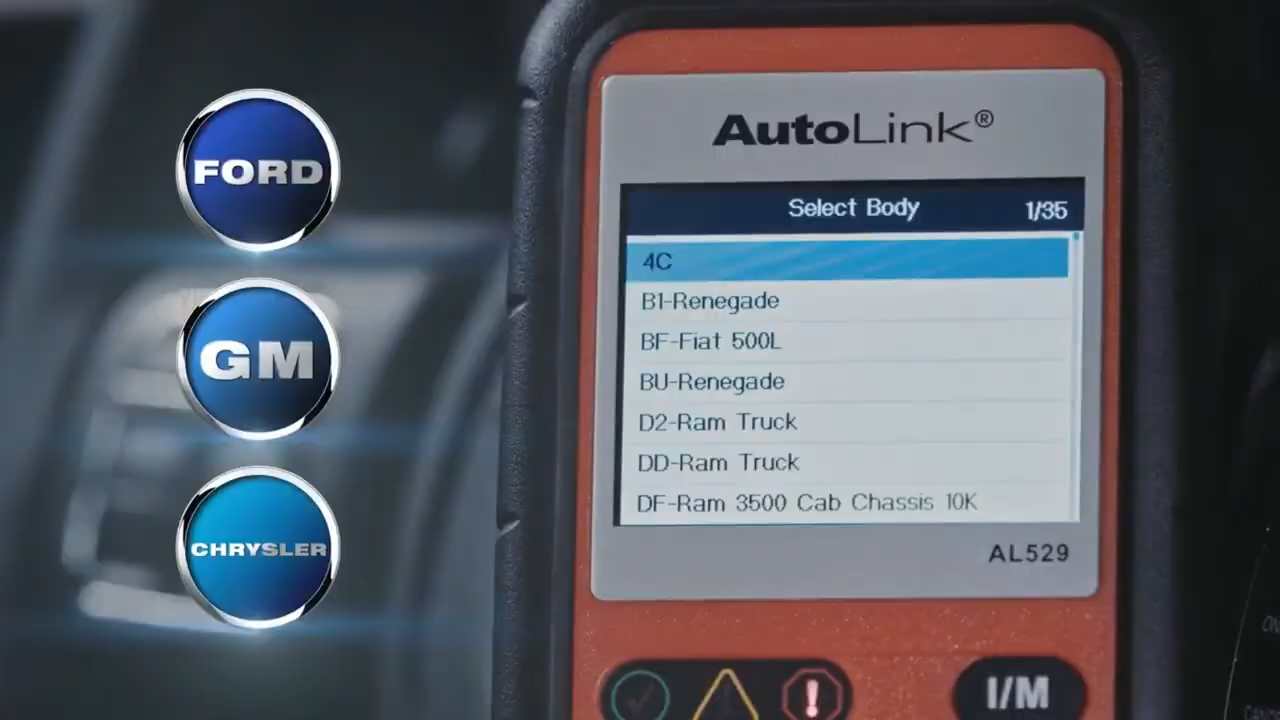 FORD
GM
CHRYSLER
AutoLink®
Select Body 1/35
4C
B1-Renegade
BF-Fiat 500L
BU-Renegade
D2-Ram Truck
DD-Ram Truck
DF-Ram 3500 Cab Chassis 10K
AL529
I/M